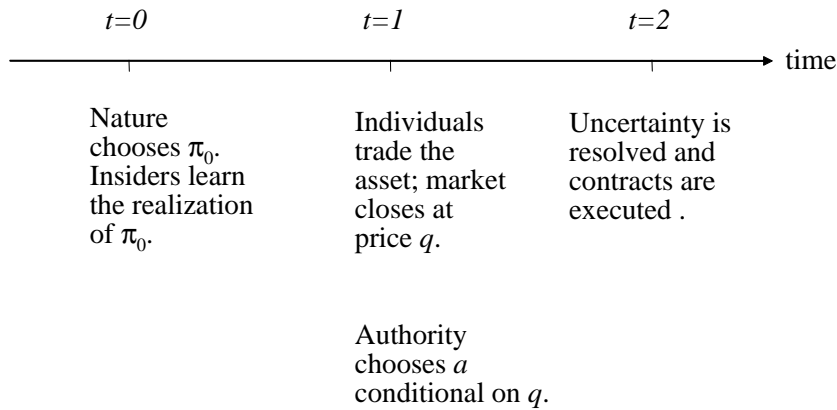 t=0 t=1 t=2
time
Nature
chooses π₀.
Insiders learn
the realization
of π₀.
Individuals
trade the
asset; market
closes at
price q.
Uncertainty is
resolved and
contracts are
executed .
Authority
chooses a
conditional on q.